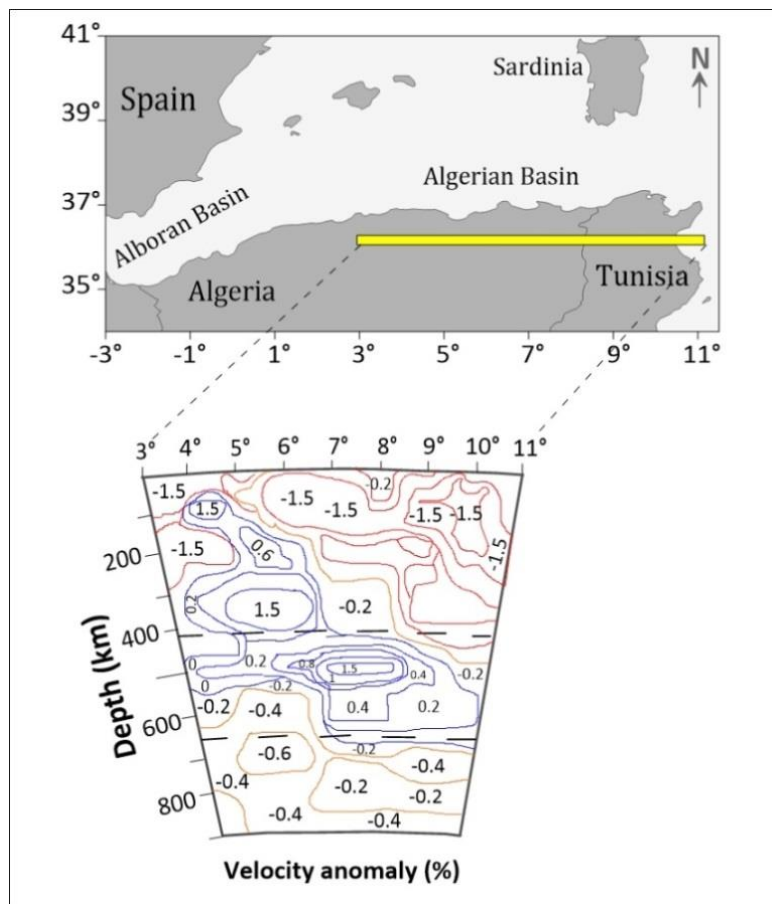 41°
39°
37°
35°
Spain
Sardinia
N
Algerian Basin
Alboran Basin
Algeria
Tunisia
-3° -1° 1° 3° 5° 7° 9° 11°
3° 4° 5° 6° 7° 8° 9° 10° 11°
Depth (km)
200
400
600
800
-1.5 -0.2
1.5 -1.5 -1.5 -1.5 -1.5
-1.5 0.6 -1.5
0.2 1.5 -0.2
0 0.2 0.8 1.5 0.4 -0.2
0 -0.2 1
-0.2 -0.4 0.4 0.2
-0.6 -0.2 -0.4
-0.4 -0.2 -0.2
-0.4 -0.4
Velocity anomaly (%)